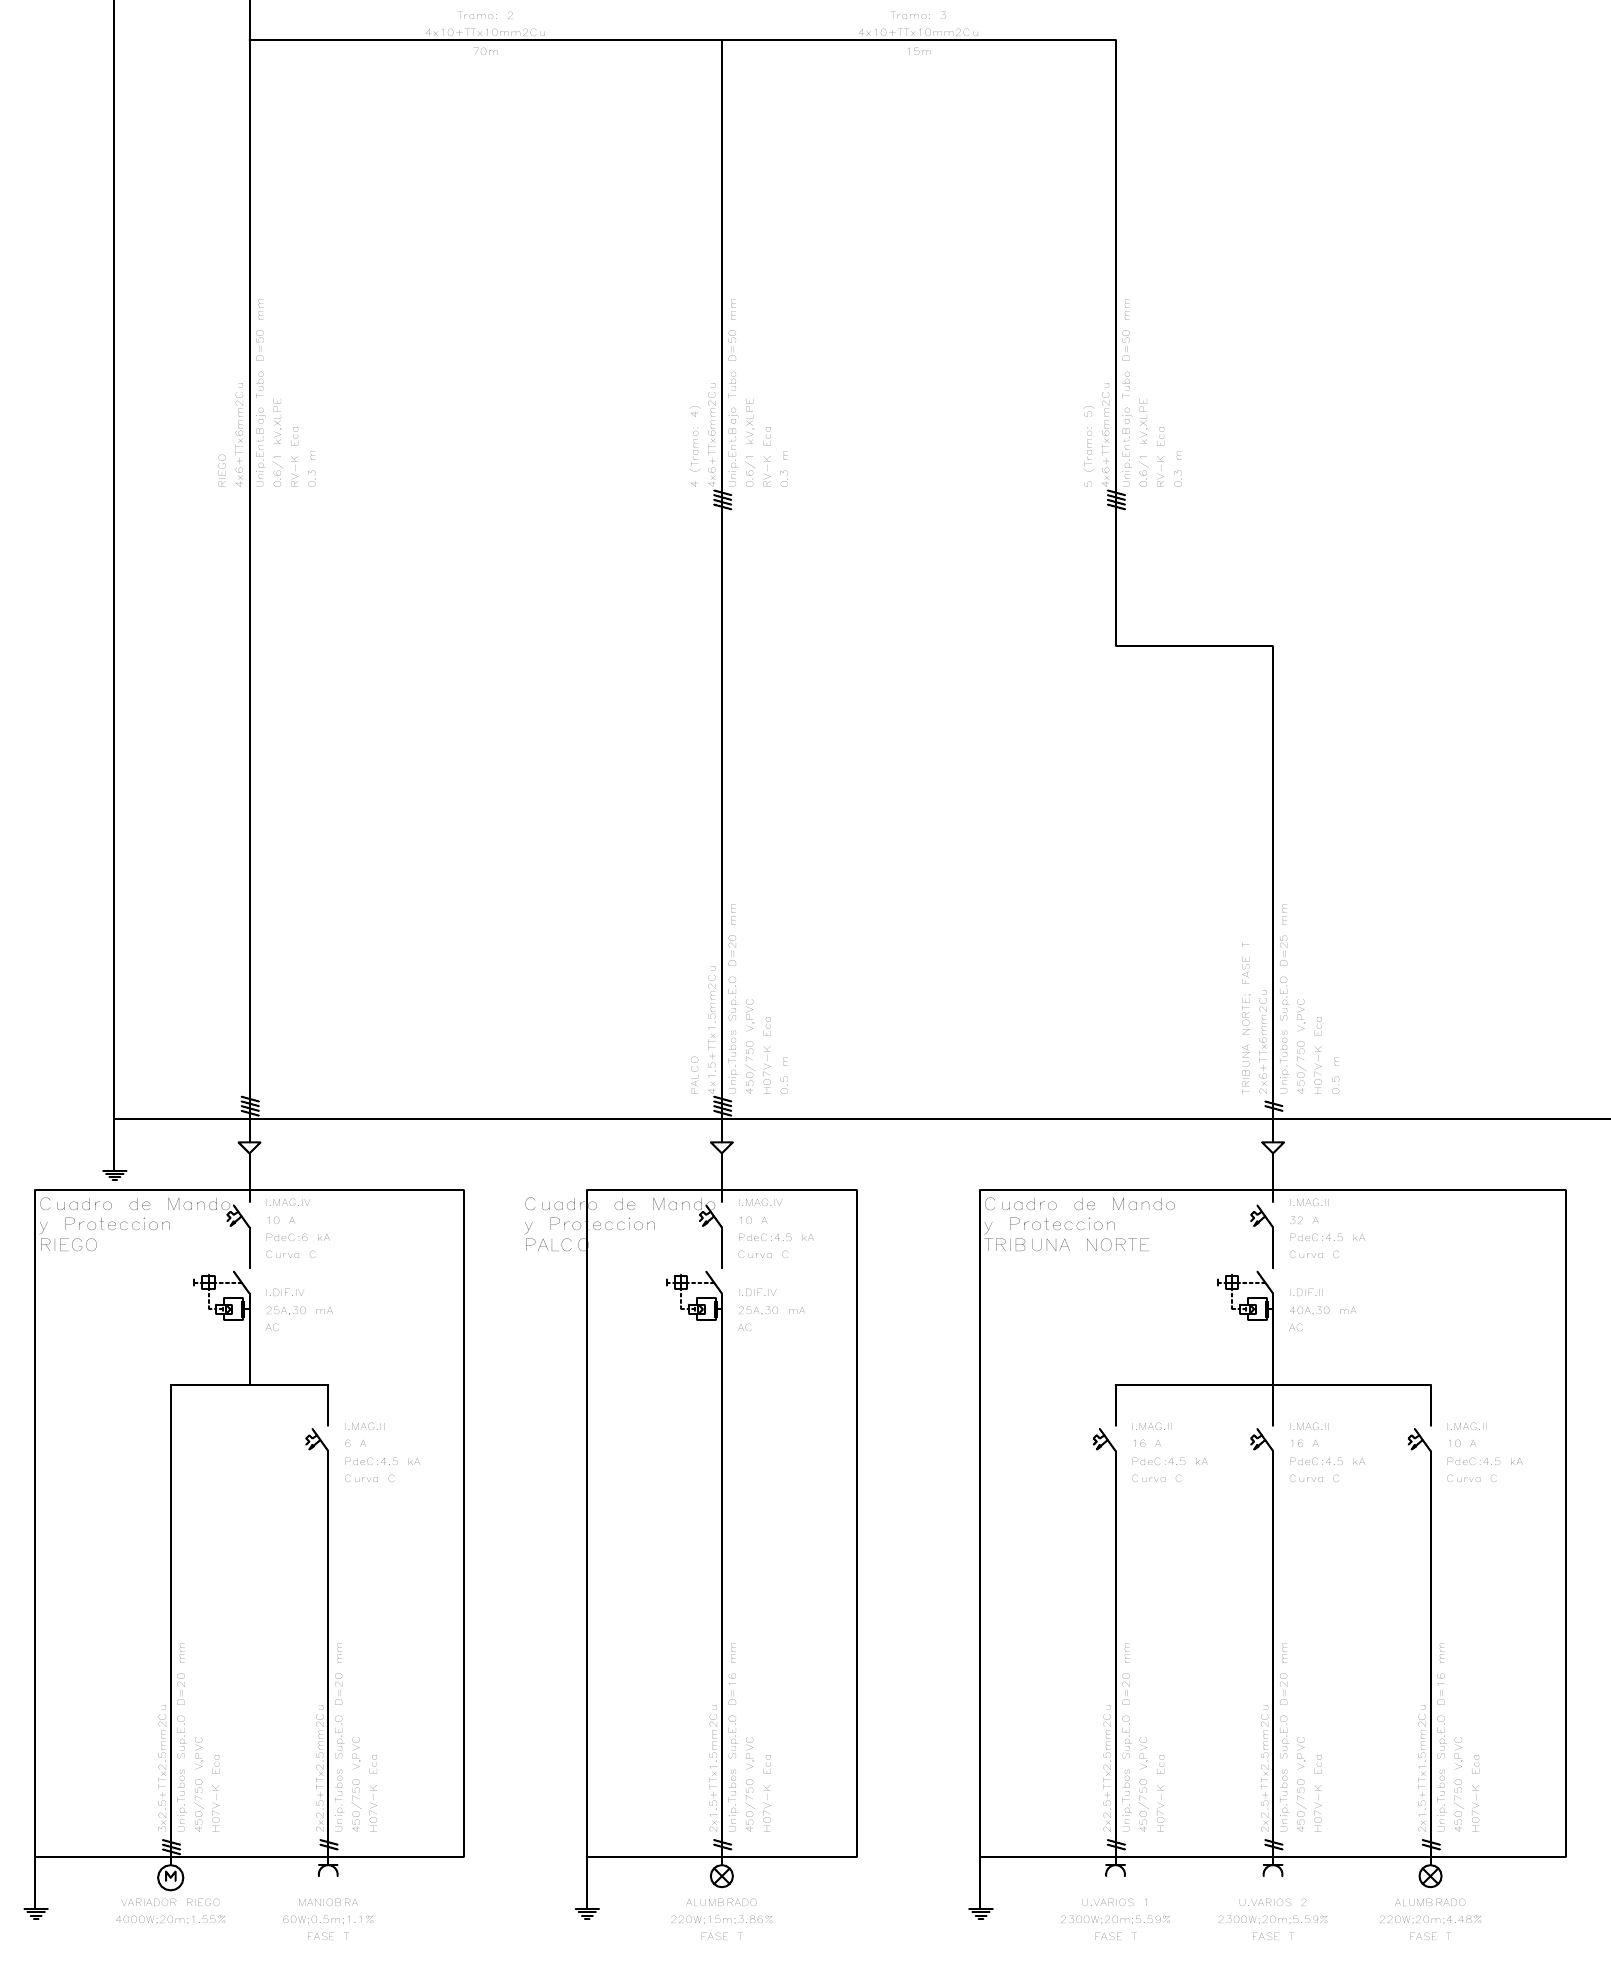 Tramo: 2
4x10+TTx10mm2Cu
70m
Tramo: 3
4x10+TTx10mm2Cu
15m
RIEGO
4x6+TTx6mm2Cu
Unip.Ent.Bajo Tubo D=50 mm
0.6/1 kV,XLPE
RV-K Eca
0.3 m
4 (Tramo: 4)
4x6+TTx6mm2Cu
Unip.Ent.Bajo Tubo D=50 mm
0.6/1 kV,XLPE
RV-K Eca
0.3 m
5 (Tramo: 5)
4x6+TTx6mm2Cu
Unip.Ent.Bajo Tubo D=50 mm
0.6/1 kV,XLPE
RV-K Eca
0.3 m
PALCO
4x1.5+TTx1.5mm2Cu
Unip.Tubos Sup.E.O D=20 mm
450/750 V,PVC
H07V-K Eca
0.5 m
TRIBUNA NORTE; FASE T
2x6+TTx6mm2Cu
Unip.Tubos Sup.E.O D=25 mm
450/750 V,PVC
H07V-K Eca
0.5 m
Cuadro de Mando
y Proteccion
RIEGO
I.MAG.IV
10 A
PdeC:6 kA
Curva C
I.DIF.IV
25A,30 mA
AC
I.MAG.II
6 A
PdeC:4.5 kA
Curva C
3x2.5+TTx2.5mm2Cu
Unip.Tubos Sup.E.O D=20 mm
450/750 V,PVC
H07V-K Eca
2x2.5+TTx2.5mm2Cu
Unip.Tubos Sup.E.O D=20 mm
450/750 V,PVC
H07V-K Eca
M
VARIADOR RIEGO
4000W;20m;1.55%
MANIOBRA
60W;0.5m;1.1%
FASE T
Cuadro de Mando
y Proteccion
PALCO
I.MAG.IV
10 A
PdeC:4.5 kA
Curva C
I.DIF.IV
25A,30 mA
AC
2x1.5+TTx1.5mm2Cu
Unip.Tubos Sup.E.O D=16 mm
450/750 V,PVC
H07V-K Eca
ALUMBRADO
220W;15m;3.86%
FASE T
Cuadro de Mando
y Proteccion
TRIBUNA NORTE
I.MAG.II
32 A
PdeC:4.5 kA
Curva C
I.DIF.II
40A,30 mA
AC
I.MAG.II
16 A
PdeC:4.5 kA
Curva C
I.MAG.II
16 A
PdeC:4.5 kA
Curva C
I.MAG.II
10 A
PdeC:4.5 kA
Curva C
2x2.5+TTx2.5mm2Cu
Unip.Tubos Sup.E.O D=20 mm
450/750 V,PVC
H07V-K Eca
2x2.5+TTx2.5mm2Cu
Unip.Tubos Sup.E.O D=20 mm
450/750 V,PVC
H07V-K Eca
2x1.5+TTx1.5mm2Cu
Unip.Tubos Sup.E.O D=16 mm
450/750 V,PVC
H07V-K Eca
U.VARIOS 1
2300W;20m;5.59%
FASE T
U.VARIOS 2
2300W;20m;5.59%
FASE T
ALUMBRADO
220W;20m;4.48%
FASE T